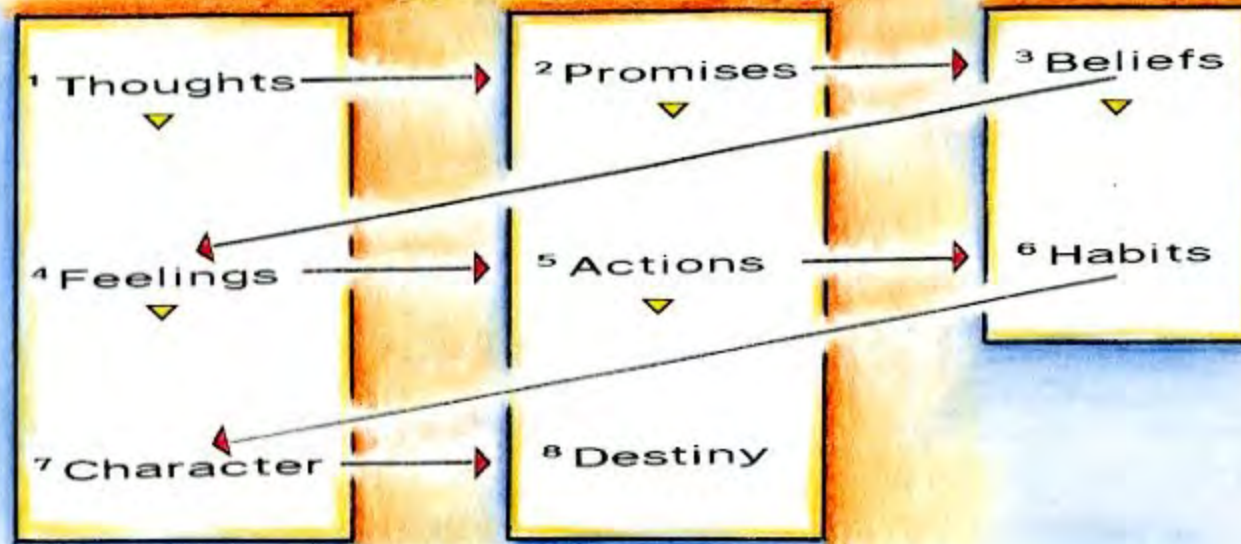 1 Thoughts
2 Promises
3 Beliefs
4 Feelings
5 Actions
6 Habits
7 Character
8 Destiny